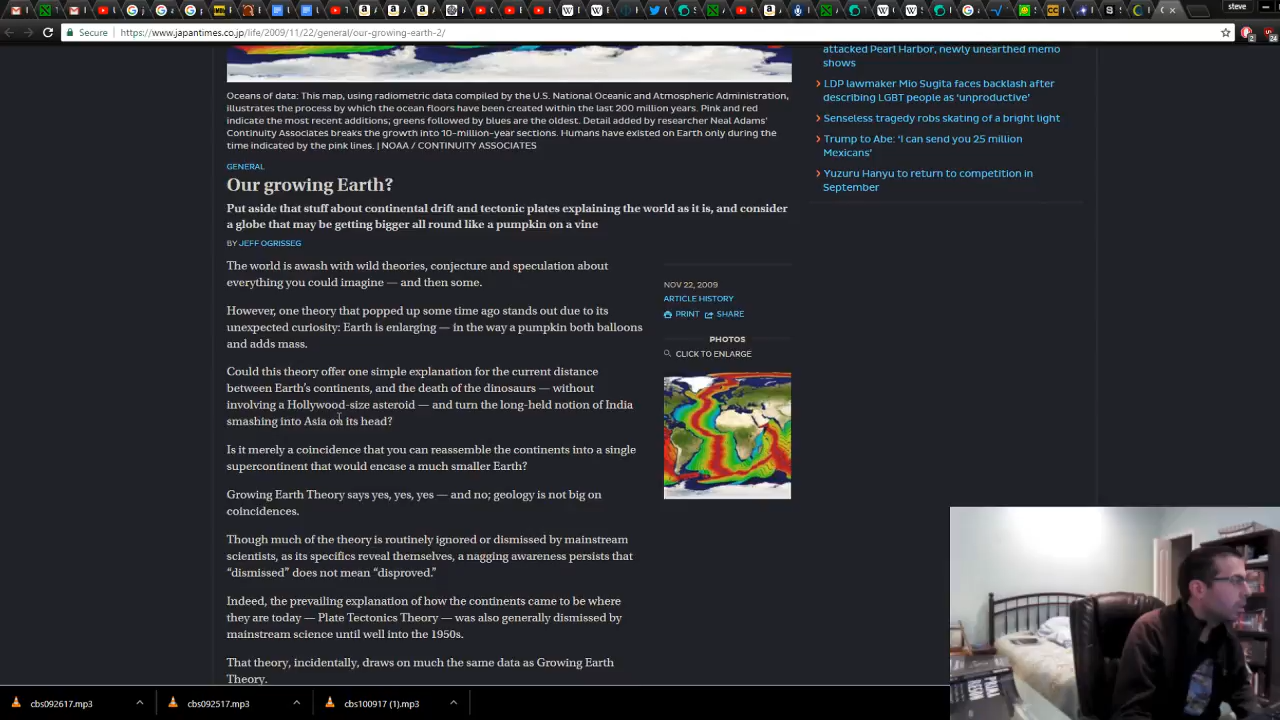 steve
Secure
https://www.japantimes.co.jp/life/2009/11/22/general/our-growing-earth-2/
attacked Pearl Harbor, newly unearthed memo
shows
LDP lawmaker Mio Sugita faces backlash after
describing LGBT people as ‘unproductive’
Senseless tragedy robs skating of a bright light
Trump to Abe: ‘I can send you 25 million
Mexicans’
Yuzuru Hanyu to return to competition in
September
Oceans of data: This map, using radiometric data compiled by the U.S. National Oceanic and Atmospheric Administration,
illustrates the process by which the ocean floors have been created within the last 200 million years. Pink and red
indicate the most recent additions; greens followed by blues are the oldest. Detail added by researcher Neal Adams’
Continuity Associates breaks the growth into 10-million-year sections. Humans have existed on Earth only during the
time indicated by the pink lines. | NOAA / CONTINUITY ASSOCIATES
GENERAL
Our growing Earth?
Put aside that stuff about continental drift and tectonic plates explaining the world as it is, and consider
a globe that may be getting bigger all round like a pumpkin on a vine
BY JEFF OGRISSEG
The world is awash with wild theories, conjecture and speculation about
everything you could imagine — and then some.
However, one theory that popped up some time ago stands out due to its
unexpected curiosity: Earth is enlarging — in the way a pumpkin both balloons
and adds mass.
Could this theory offer one simple explanation for the current distance
between Earth’s continents, and the death of the dinosaurs — without
involving a Hollywood-size asteroid — and turn the long-held notion of India
smashing into Asia on its head?
Is it merely a coincidence that you can reassemble the continents into a single
supercontinent that would encase a much smaller Earth?
Growing Earth Theory says yes, yes, yes — and no; geology is not big on
coincidences.
Though much of the theory is routinely ignored or dismissed by mainstream
scientists, as its specifics reveal themselves, a nagging awareness persists that
“dismissed” does not mean “disproved.”
Indeed, the prevailing explanation of how the continents came to be where
they are today — Plate Tectonics Theory — was also generally dismissed by
mainstream science until well into the 1950s.
That theory, incidentally, draws on much the same data as Growing Earth
Theory.
NOV 22, 2009
ARTICLE HISTORY
PRINT SHARE
PHOTOS
CLICK TO ENLARGE
cbs092617.mp3
cbs092517.mp3
cbs100917 (1).mp3